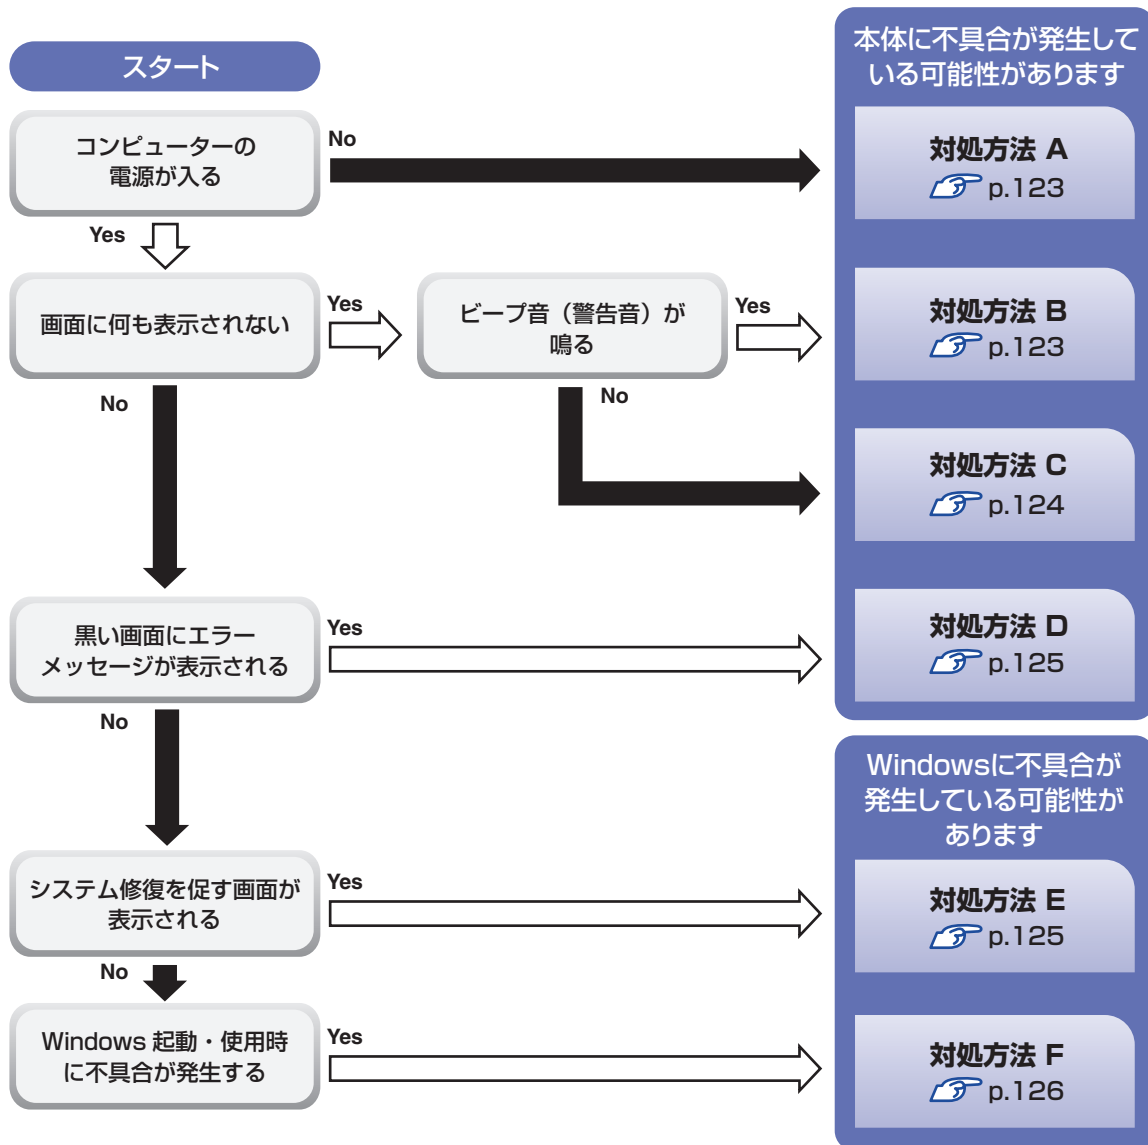 スタート
コンピューターの
電源が入る
No
Yes
画面に何も表示されない
Yes
ビープ音（警告音）が
鳴る
Yes
No
No
黒い画面にエラー
メッセージが表示される
Yes
No
システム修復を促す画面が
表示される
Yes
No
Windows 起動・使用時
に不具合が発生する
Yes
本体に不具合が発生して
いる可能性があります
対処方法 A
p.123
対処方法 B
p.123
対処方法 C
p.124
対処方法 D
p.125
Windowsに不具合が
発生している可能性が
あります
対処方法 E
p.125
対処方法 F
p.126